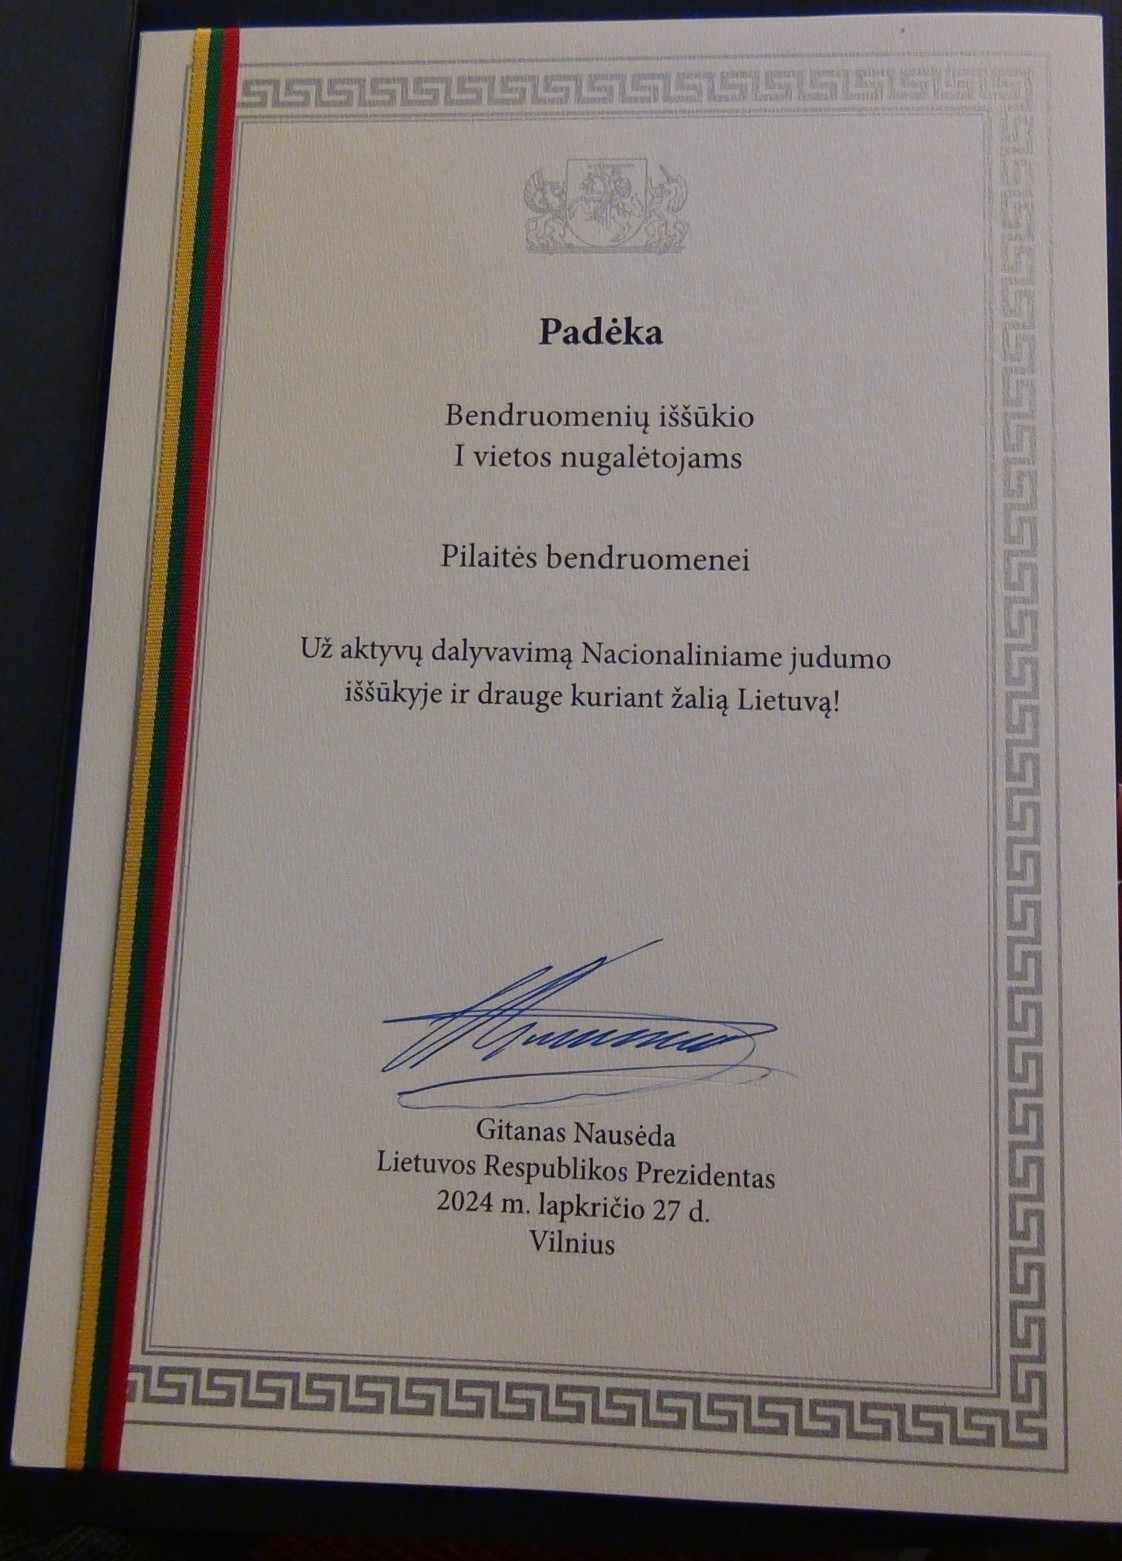 Padėka
Bendruomenių iššūkio
I vietos nugalėtojams
Pilaitės bendruomenei
Už aktyvų dalyvavimą Nacionaliniame judumo
iššūkyje ir drauge kuriant žalią Lietuvą!
Gitanas Nausėda
Lietuvos Respublikos Prezidentas
2024 m. lapkričio 27 d.
Vilnius